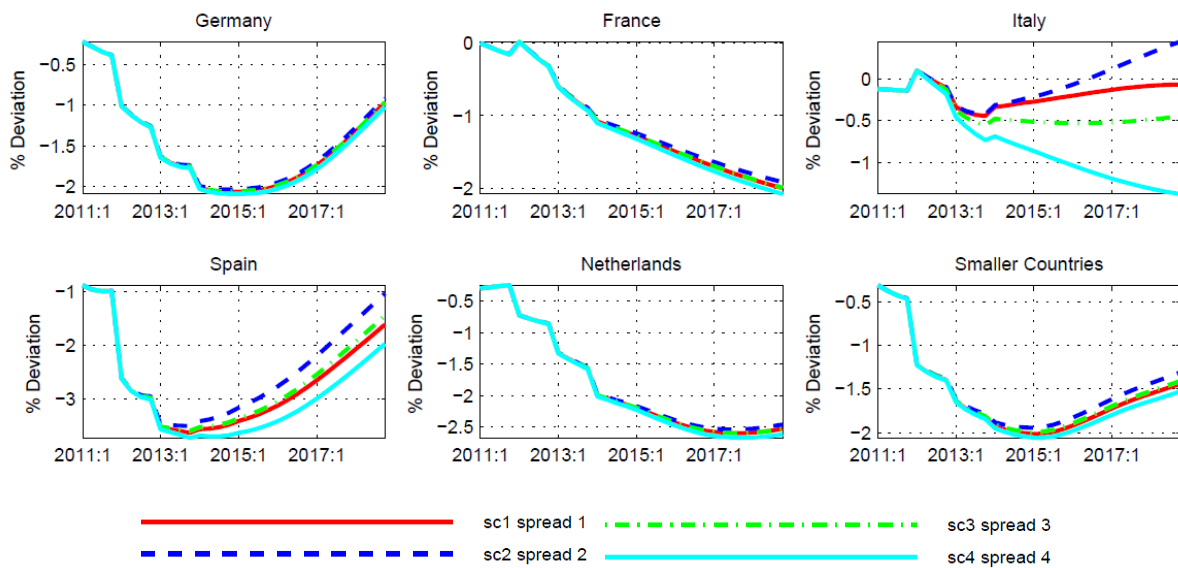 Germany
France
Italy
% Deviation
−0.5
−1
−1.5
−2
2011:1 2013:1 2015:1 2017:1
% Deviation
0
−1
−2
2011:1 2013:1 2015:1 2017:1
% Deviation
0
−0.5
−1
2011:1 2013:1 2015:1 2017:1
Spain
Netherlands
Smaller Countries
% Deviation
−1
−2
−3
2011:1 2013:1 2015:1 2017:1
% Deviation
−0.5
−1
−1.5
−2
−2.5
2011:1 2013:1 2015:1 2017:1
% Deviation
−0.5
−1
−1.5
−2
2011:1 2013:1 2015:1 2017:1
sc1 spread 1
sc3 spread 3
sc2 spread 2
sc4 spread 4